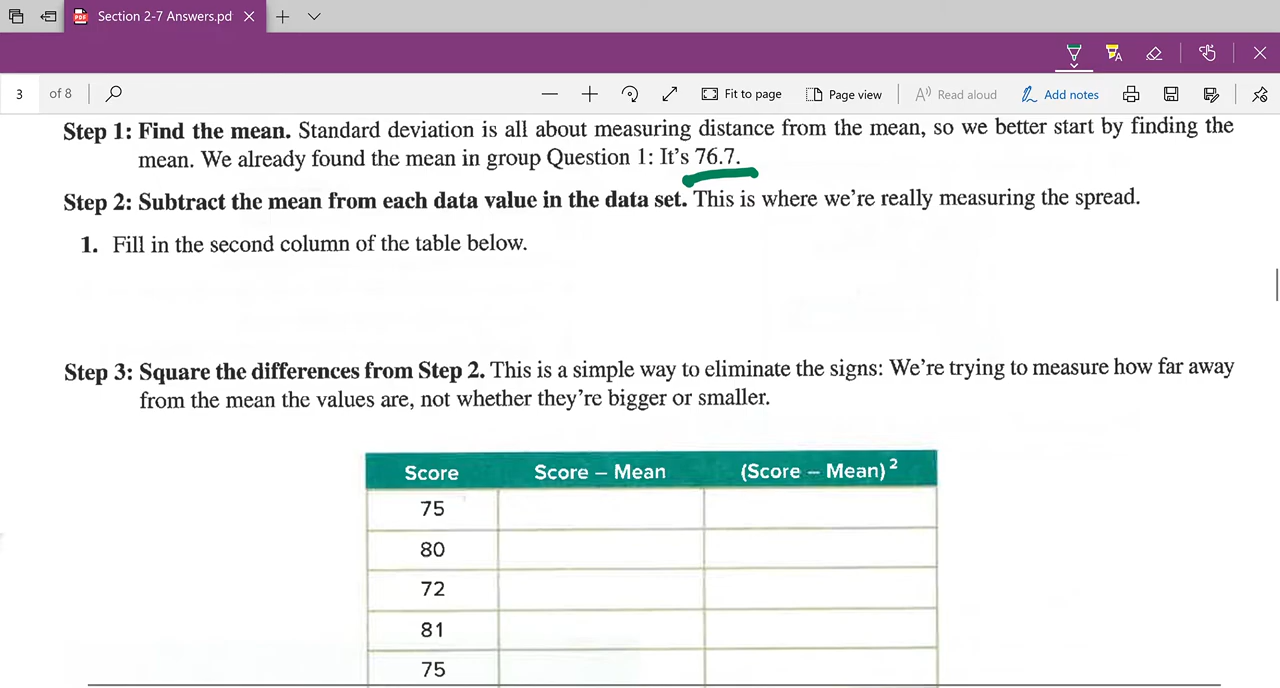 Section 2-7 Answers.pd
3 of 8 Fit to page Page view Read aloud Add notes
Step 1: Find the mean. Standard deviation is all about measuring distance from the mean, so we better start by finding the
mean. We already found the mean in group Question 1: It's 76.7.
Step 2: Subtract the mean from each data value in the data set. This is where we're really measuring the spread.
1. Fill in the second column of the table below.
Step 3: Square the differences from Step 2. This is a simple way to eliminate the signs: We're trying to measure how far away
from the mean the values are, not whether they're bigger or smaller.
Score Score – Mean (Score – Mean)²
75
80
72
81
75